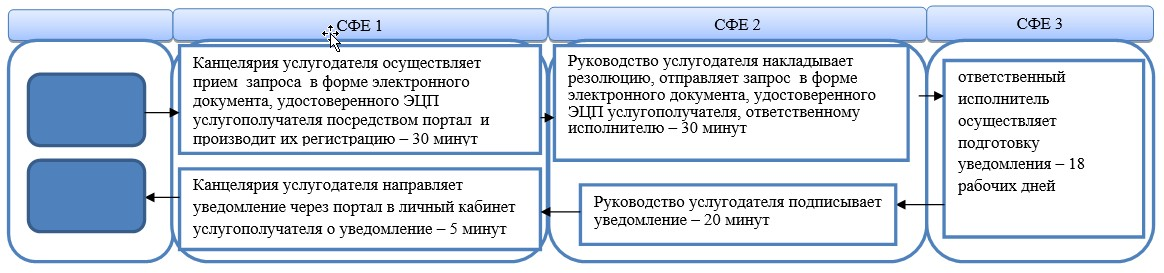 СФЕ 1
СФЕ 2
СФЕ 3
Канцелярия услугодателя осуществляет
прием запроса в форме электронного
документа, удостоверенного ЭЦП
услугополучателя посредством портал и
производит их регистрацию – 30 минут
Руководство услугодателя накладывает
резолюцию, отправляет запрос в форме
электронного документа, удостоверенного
ЭЦП услугополучателя, ответственному
исполнителю – 30 минут
ответственный
исполнитель
осуществляет
подготовку
уведомления – 18
рабочих дней
Руководство услугодателя подписывает
уведомление – 20 минут
Канцелярия услугодателя направляет
уведомление через портал в личный кабинет
услугополучателя о уведомление – 5 минут